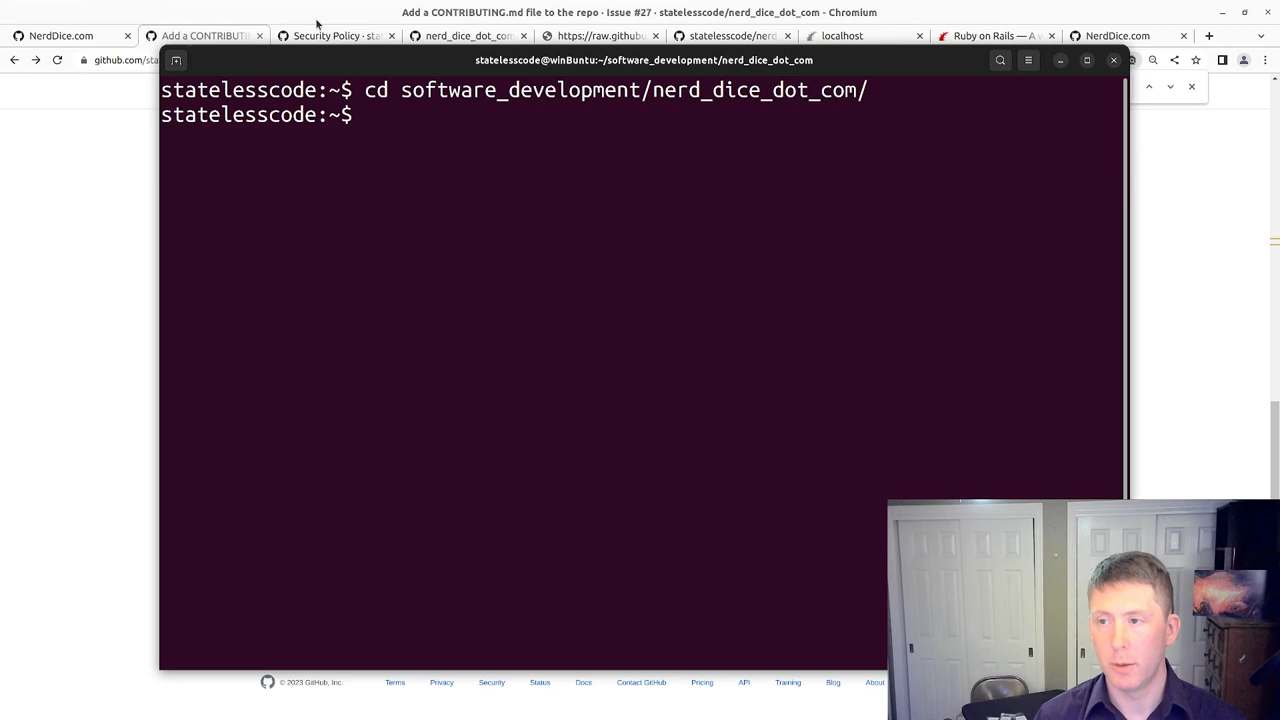 Add a CONTRIBUTING.md file to the repo · Issue #27 · statelesscode/nerd_dice_dot_com - Chromium
NerdDice.com
Add a CONTRIBUTI
Security Policy · sta
nerd_dice_dot_com
https://raw.githubu
statelesscode/nerd
localhost
Ruby on Rails — A w
NerdDice.com
github.com/sta
statelesscode@winBuntu:~/software_development/nerd_dice_dot_com
statelesscode:~$ cd software_development/nerd_dice_dot_com/
statelesscode:~$
© 2023 GitHub, Inc.
Terms
Privacy
Security
Status
Docs
Contact GitHub
Pricing
API
Training
Blog
About